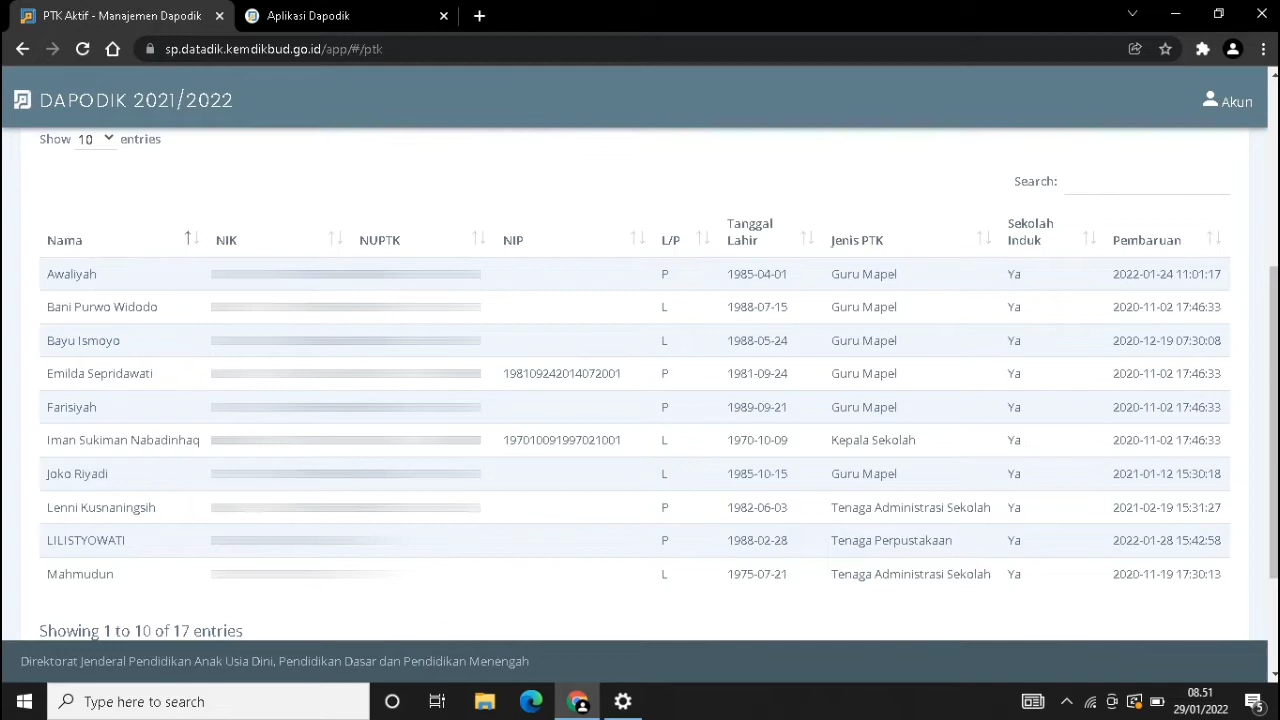 PTK Aktif - Manajemen Dapodik
Aplikasi Dapodik
sp.datadik.kemdikbud.go.id/app/#/ptk
DAPODIK 2021/2022
Akun
Show 10 entries
Search:
Nama NIK NUPTK NIP L/P Tanggal Lahir Jenis PTK Sekolah Induk Pembaruan
Awaliyah P 1985-04-01 Guru Mapel Ya 2022-01-24 11:01:17
Bani Purwo Widodo L 1988-07-15 Guru Mapel Ya 2020-11-02 17:46:33
Bayu Ismoyo L 1988-05-24 Guru Mapel Ya 2020-12-19 07:30:08
Emilda Sepridawati 198109242014072001 P 1981-09-24 Guru Mapel Ya 2020-11-02 17:46:33
Farisiyah P 1989-09-21 Guru Mapel Ya 2020-11-02 17:46:33
Iman Sukiman Nabadinhaq 197010091997021001 L 1970-10-09 Kepala Sekolah Ya 2020-11-02 17:46:33
Joko Riyadi L 1985-10-15 Guru Mapel Ya 2021-01-12 15:30:18
Lenni Kusnaningsih P 1982-06-03 Tenaga Administrasi Sekolah Ya 2021-02-19 15:31:27
LILISTYOWATI P 1988-02-28 Tenaga Perpustakaan Ya 2022-01-28 15:42:58
Mahmudun L 1975-07-21 Tenaga Administrasi Sekolah Ya 2020-11-19 17:30:13
Showing 1 to 10 of 17 entries
Direktorat Jenderal Pendidikan Anak Usia Dini, Pendidikan Dasar dan Pendidikan Menengah
Type here to search
08.51
29/01/2022
5